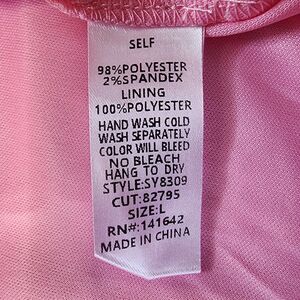 SELF
98%POLYESTER
2%SPANDEX
LINING
100%POLYESTER
HAND WASH COLD
WASH SEPARATELY
COLOR WILL BLEED
NO BLEACH
HANG TO DRY
STYLE:SY8309
CUT:82795
SIZE:L
RN#:141642
MADE IN CHINA